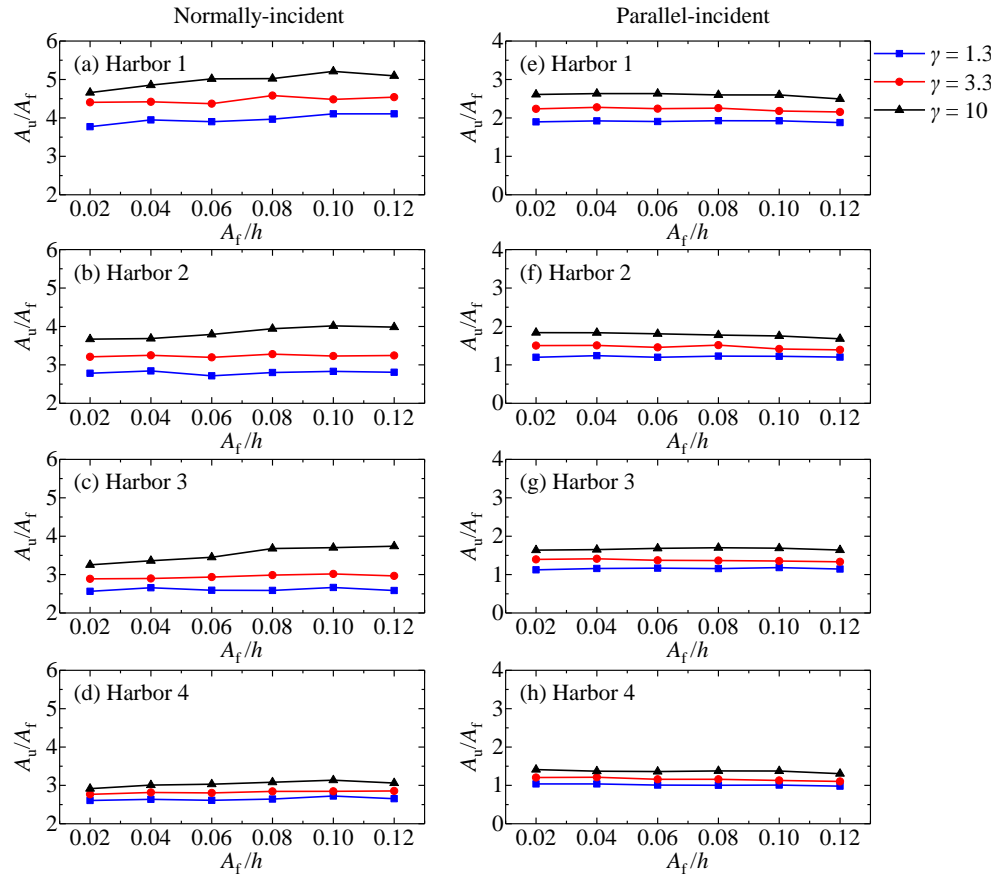 Normally-incident
Parallel-incident
(a) Harbor 1
6
5
4
3
2
A_u/A_f
0.02 0.04 0.06 0.08 0.10 0.12
A_f/h
(e) Harbor 1
4
3
2
1
0
A_u/A_f
0.02 0.04 0.06 0.08 0.10 0.12
A_f/h
γ = 1.3
γ = 3.3
γ = 10
(b) Harbor 2
6
5
4
3
2
A_u/A_f
0.02 0.04 0.06 0.08 0.10 0.12
A_f/h
(f) Harbor 2
4
3
2
1
0
A_u/A_f
0.02 0.04 0.06 0.08 0.10 0.12
A_f/h
(c) Harbor 3
6
5
4
3
2
A_u/A_f
0.02 0.04 0.06 0.08 0.10 0.12
A_f/h
(g) Harbor 3
4
3
2
1
0
A_u/A_f
0.02 0.04 0.06 0.08 0.10 0.12
A_f/h
(d) Harbor 4
6
5
4
3
2
A_u/A_f
0.02 0.04 0.06 0.08 0.10 0.12
A_f/h
(h) Harbor 4
4
3
2
1
0
A_u/A_f
0.02 0.04 0.06 0.08 0.10 0.12
A_f/h